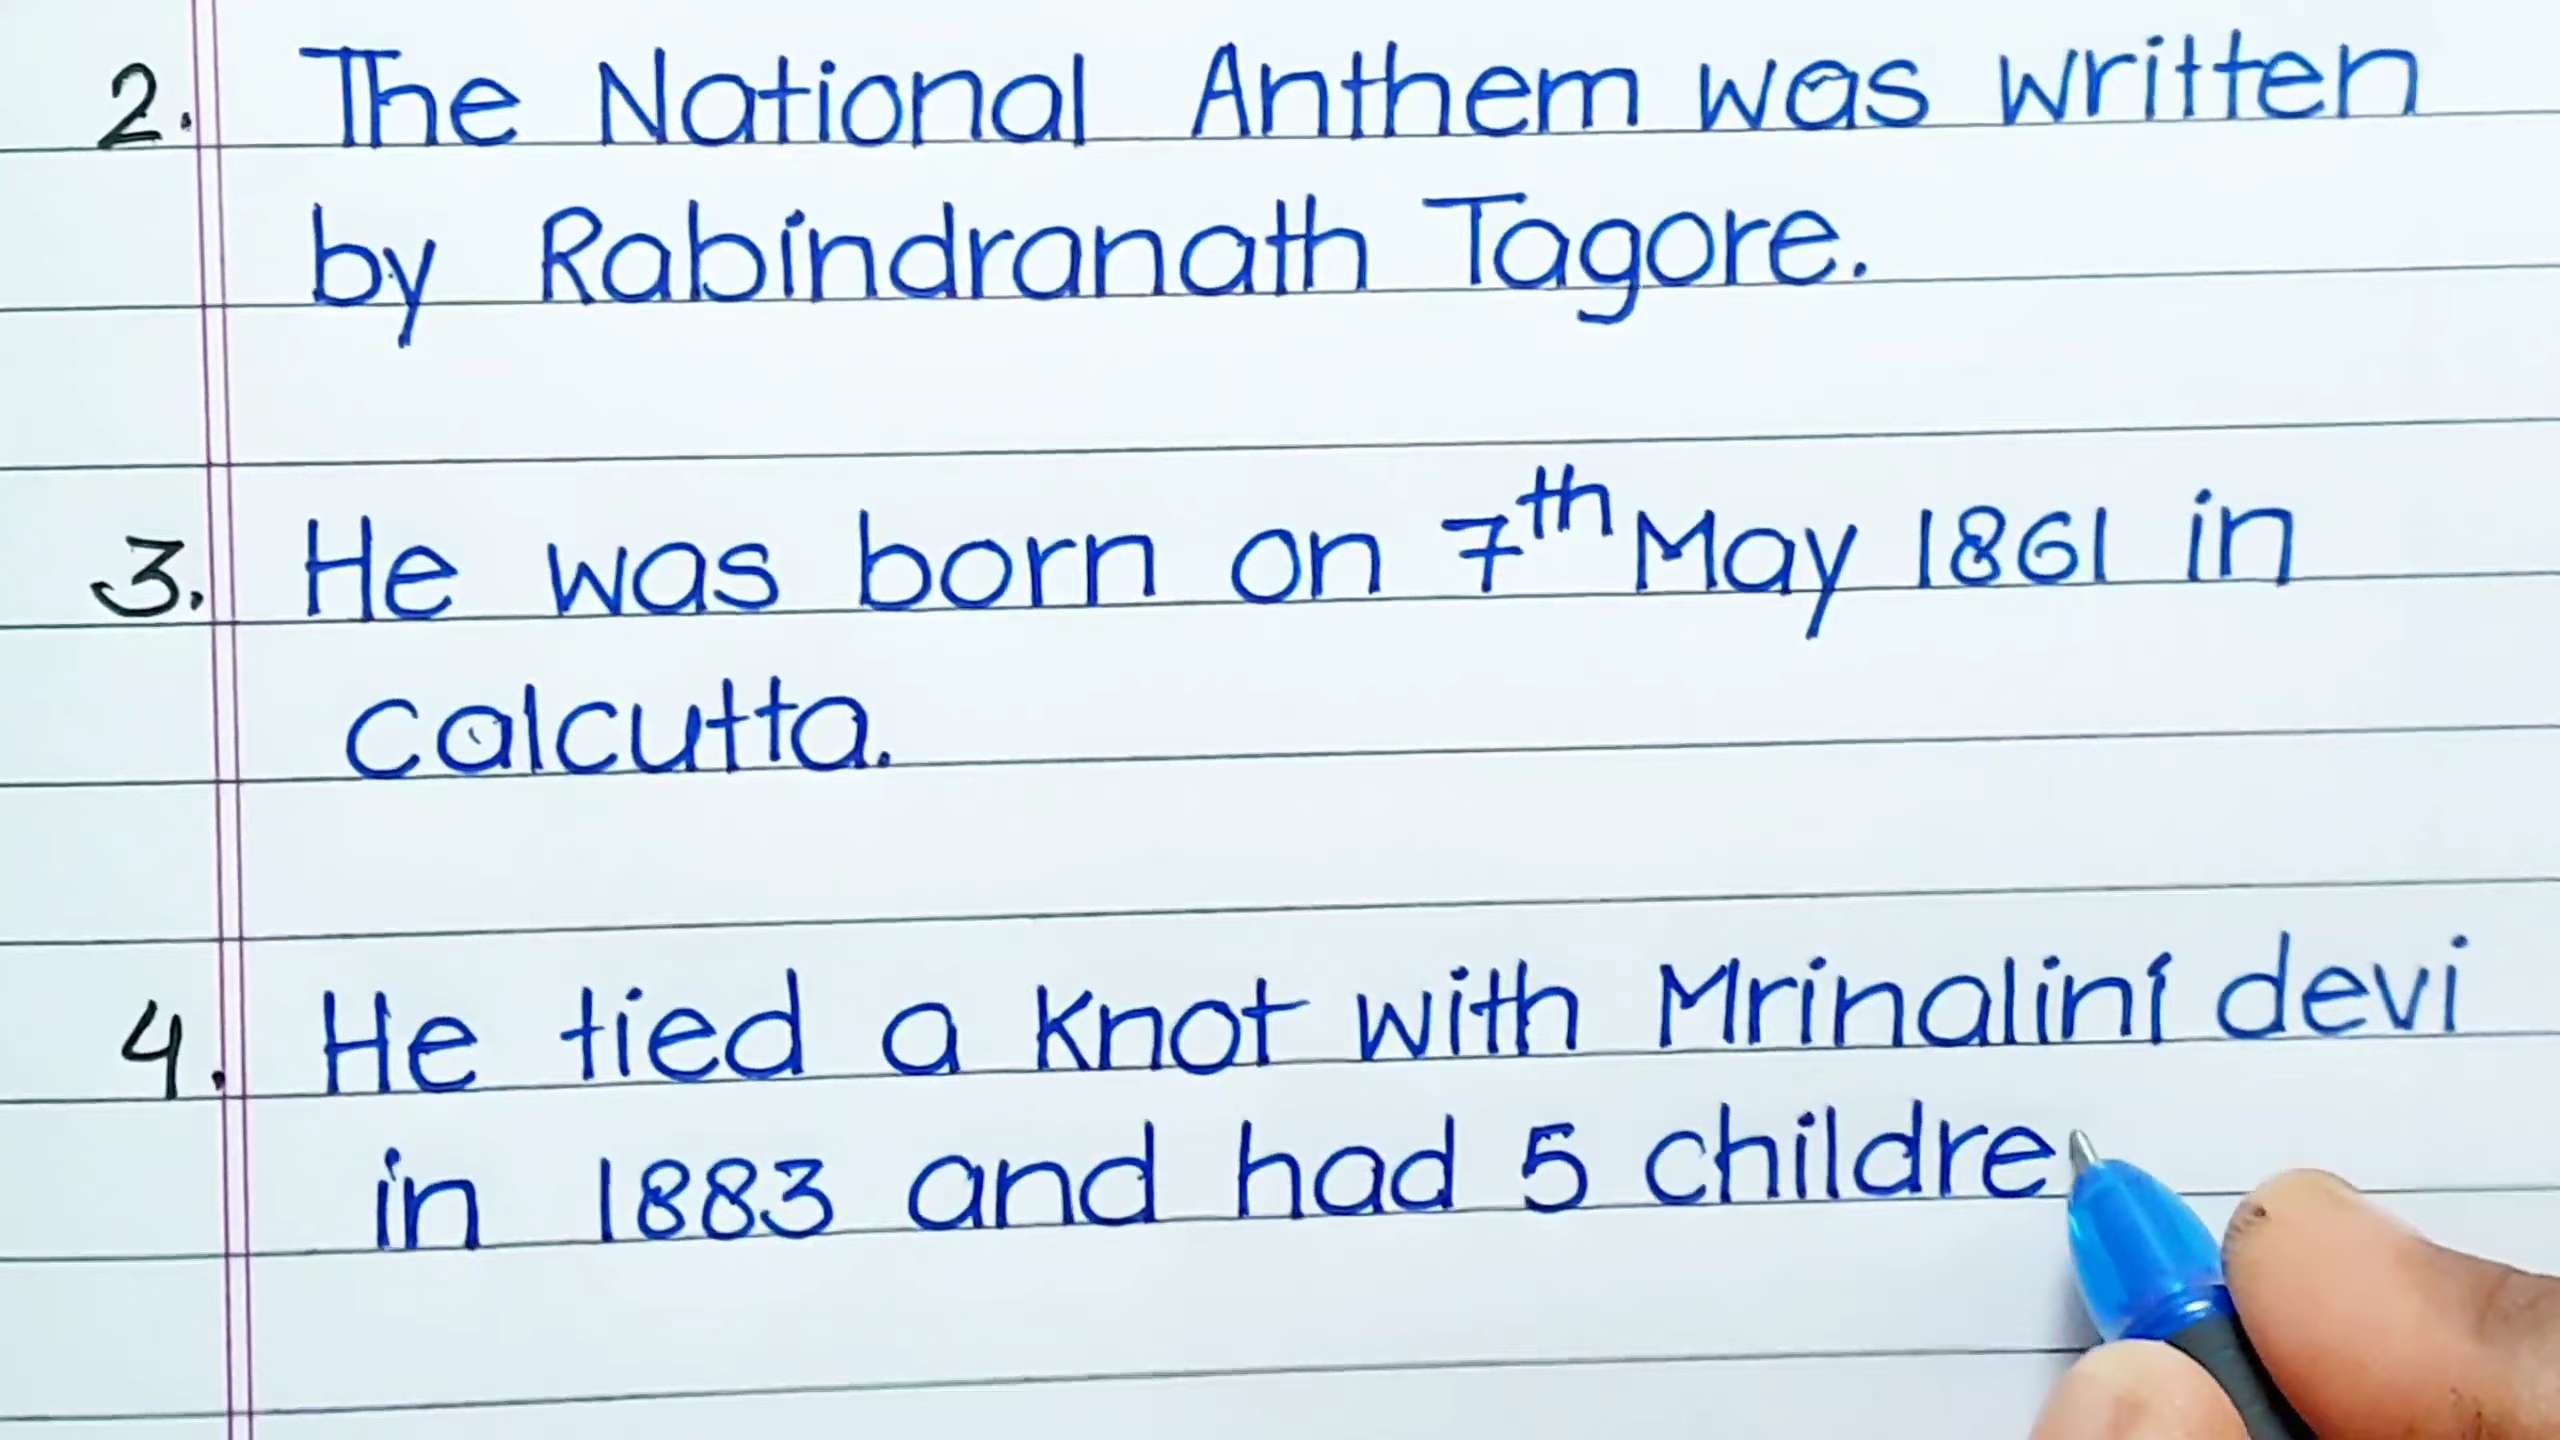 2. The National Anthem was written
by Rabindranath Tagore.
3. He was born on 7th May 1861 in
calcutta.
4. He tied a knot with Mrinalini devi
in 1883 and had 5 childre